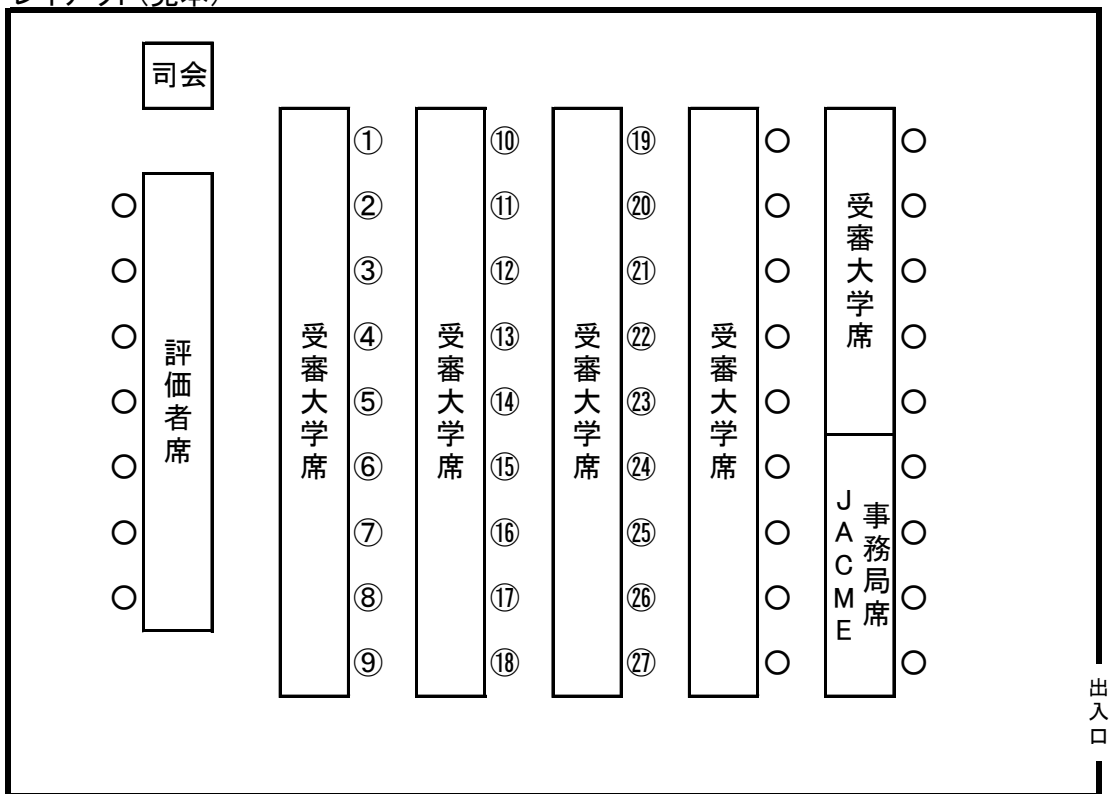 レイアウト(見本)
司会
評価者席
受審大学席
①
②
③
④
⑤
⑥
⑦
⑧
⑨
受審大学席
⑩
⑪
⑫
⑬
⑭
⑮
⑯
⑰
⑱
受審大学席
⑲
⑳
㉑
㉒
㉓
㉔
㉕
㉖
㉗
受審大学席
受審大学席
JACME
事務局席
出入口